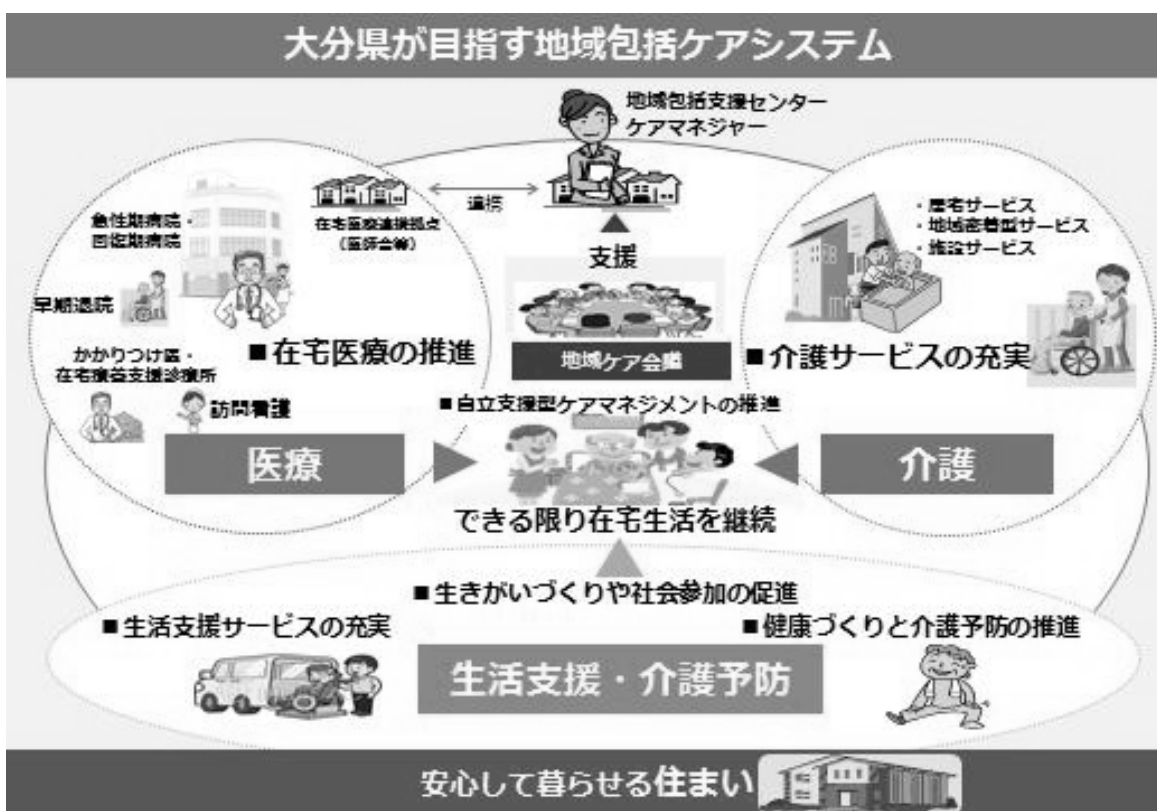 大分県が目指す地域包括ケアシステム
地域包括支援センター
ケアマネジャー
連携
在宅医療連携拠点
（医師会等）
急性期病院・
回復期病院
早期退院
かかりつけ医・
在宅療養支援診療所
訪問看護
■在宅医療の推進
医療
支援
地域ケア会議
■自立支援型ケアマネジメントの推進
できる限り在宅生活を継続
・居宅サービス
・地域密着型サービス
・施設サービス
■介護サービスの充実
介護
■生きがいづくりや社会参加の促進
■生活支援サービスの充実
■健康づくりと介護予防の推進
生活支援・介護予防
安心して暮らせる住まい